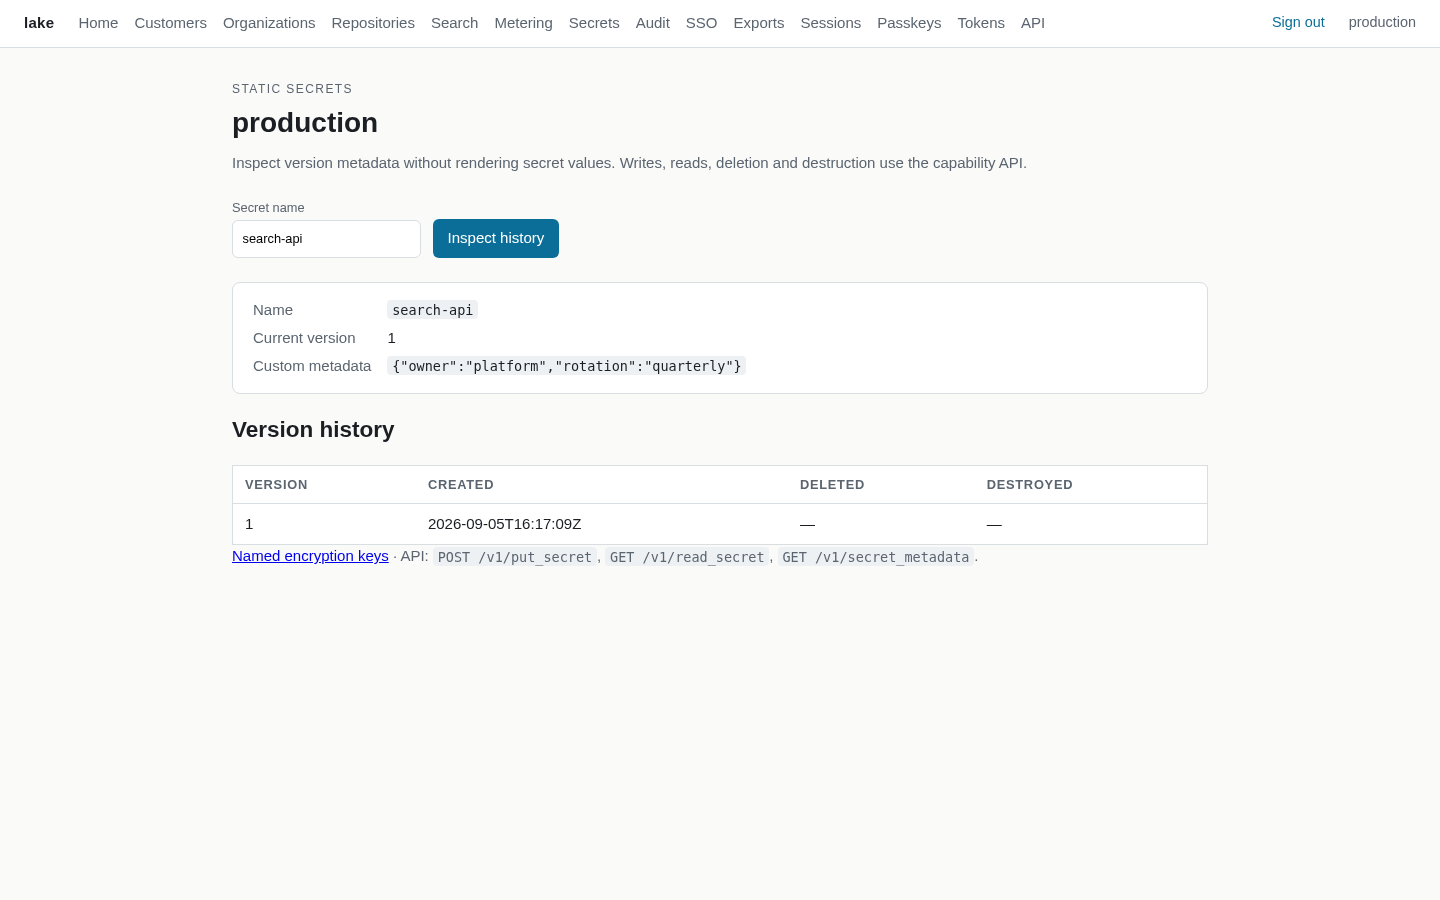 lake Home Customers Organizations Repositories Search Metering Secrets Audit SSO Exports Sessions Passkeys Tokens API Sign out production
STATIC SECRETS
production
Inspect version metadata without rendering secret values. Writes, reads, deletion and destruction use the capability API.
Secret name
search-api Inspect history
Name search-api
Current version 1
Custom metadata {"owner":"platform","rotation":"quarterly"}
Version history
VERSION CREATED DELETED DESTROYED
1 2026-09-05T16:17:09Z — —
Named encryption keys · API: POST /v1/put_secret, GET /v1/read_secret, GET /v1/secret_metadata.